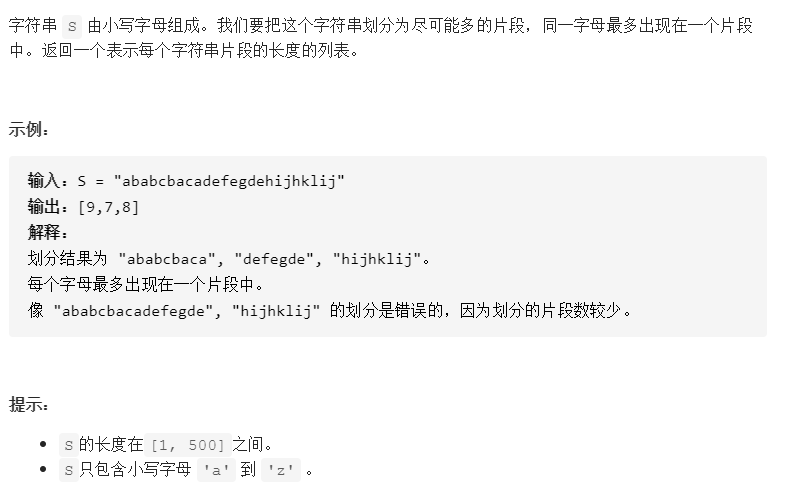 字符串 S 由小写字母组成。我们要把这个字符串划分为尽可能多的片段，同一字母最多出现在一个片段
中。返回一个表示每个字符串片段的长度的列表。
示例：
输入：S = "ababcbacadefegdehijhklij"
输出：[9,7,8]
解释：
划分结果为 "ababcbaca", "defegde", "hijhklij"。
每个字母最多出现在一个片段中。
像 "ababcbacadefegde", "hijhklij" 的划分是错误的，因为划分的片段数较少。
提示：
• S的长度在[1, 500]之间。
• S只包含小写字母 'a' 到 'z' 。